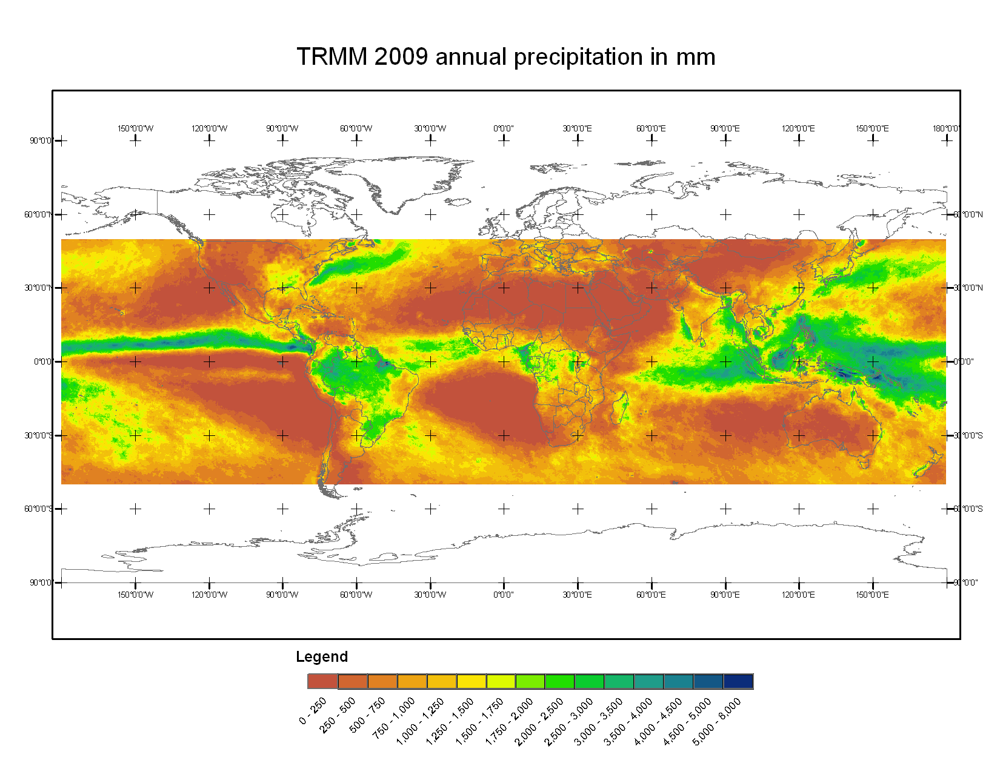 TRMM 2009 annual precipitation in mm
150°0'0"W 120°0'0"W 90°0'0"W 60°0'0"W 30°0'0"W 0°0'0" 30°0'0"E 60°0'0"E 90°0'0"E 120°0'0"E 150°0'0"E 180°0'0"
90°0'0"
60°0'0"N 60°0'0"N
30°0'0"N 30°0'0"N
0°0'0" 0°0'0"
30°0'0"S 30°0'0"S
60°0'0"S 60°0'0"S
90°0'0" 90°0'0"
150°0'0"W 120°0'0"W 90°0'0"W 60°0'0"W 30°0'0"W 0°0'0" 30°0'0"E 60°0'0"E 90°0'0"E 120°0'0"E 150°0'0"E
Legend
0 - 250
250 - 500
500 - 750
750 - 1,000
1,000 - 1,250
1,250 - 1,500
1,500 - 1,750
1,750 - 2,000
2,000 - 2,500
2,500 - 3,000
3,000 - 3,500
3,500 - 4,000
4,000 - 4,500
4,500 - 5,000
5,000 - 8,000